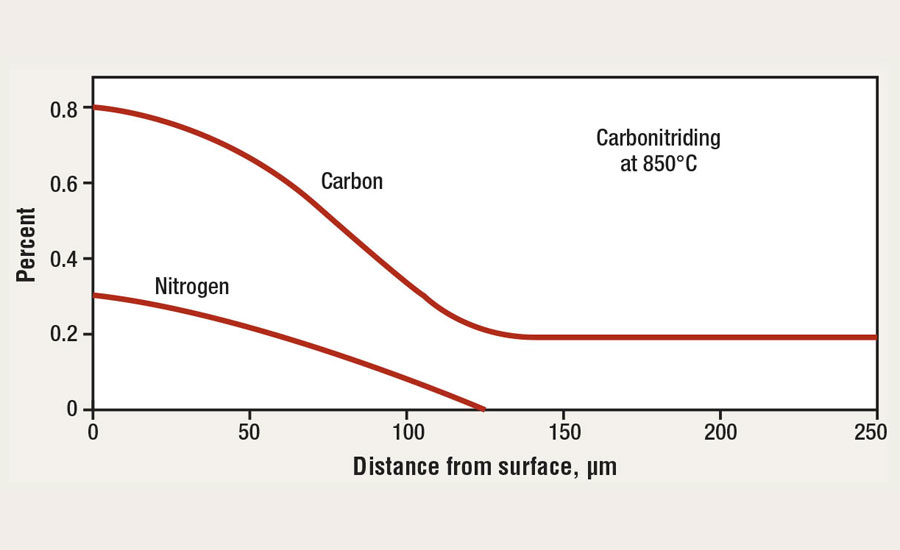 Carbonitriding
at 850°C
Carbon
Nitrogen
Percent
0.8
0.6
0.4
0.2
0
0
50
100
150
200
250
Distance from surface, µm